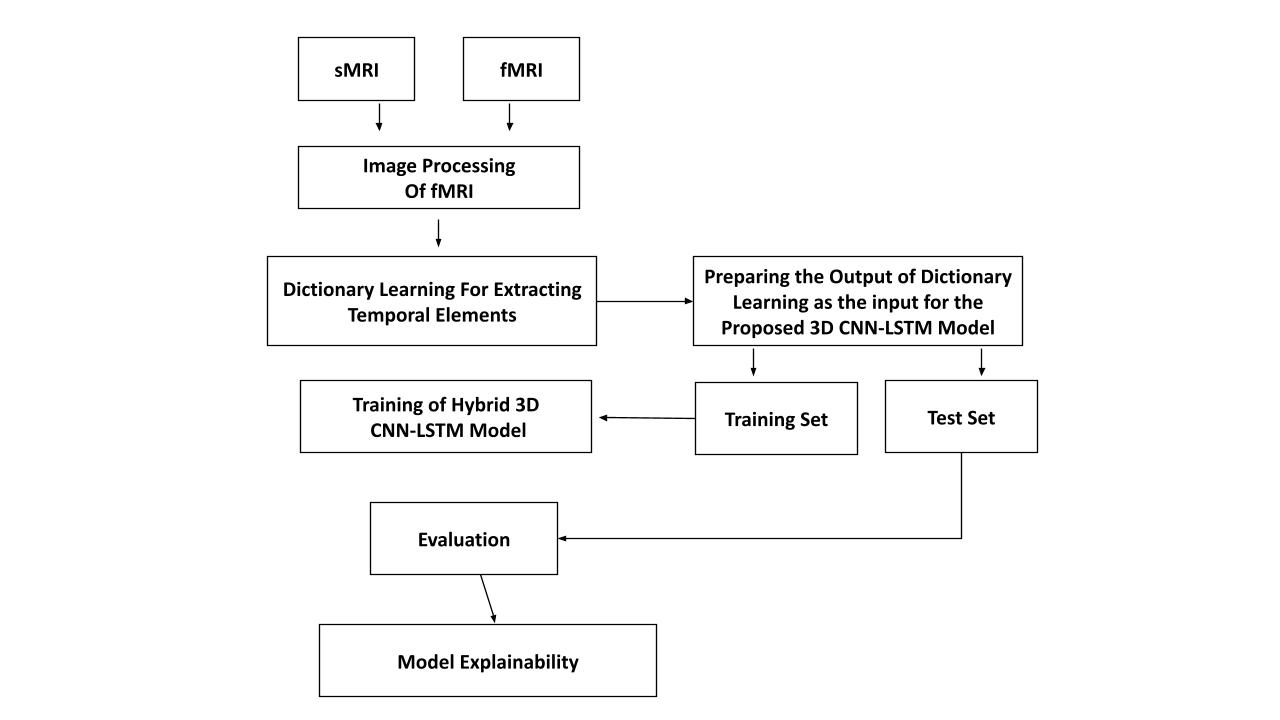 sMRI
fMRI
Image Processing
Of fMRI
Dictionary Learning For Extracting
Temporal Elements
Preparing the Output of Dictionary
Learning as the input for the
Proposed 3D CNN-LSTM Model
Training of Hybrid 3D
CNN-LSTM Model
Training Set
Test Set
Evaluation
Model Explainability